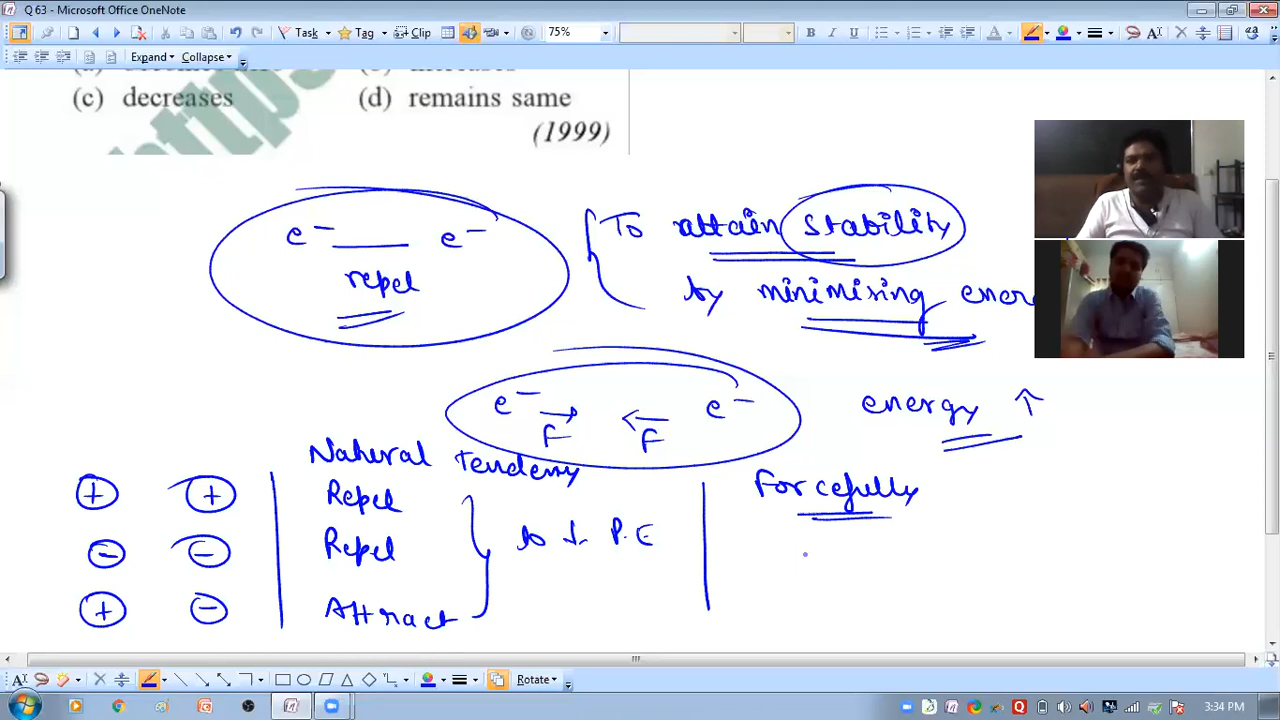 Q 63 - Microsoft Office OneNote
Task Tag Clip 75%
Expand Collapse
(c) decreases (d) remains same
(1999)
e⁻ e⁻
repel
To attain stability
by minimising
e⁻ → ← e⁻
F F
energy ↑
Natural Tendency
Forcefully
+ + Repel
- - Repel
to ↓ P.E
+ - Attract
Rotate
3:34 PM